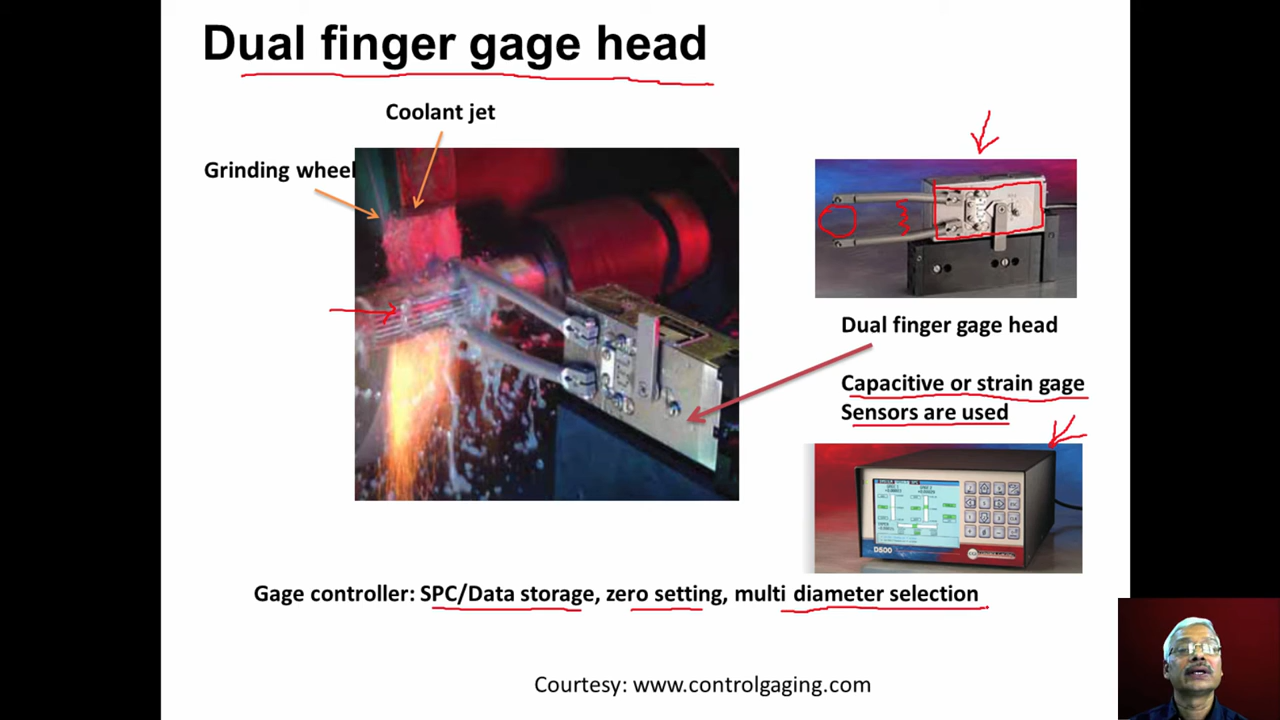 Dual finger gage head
Coolant jet
Grinding wheel
Dual finger gage head
Capacitive or strain gage
Sensors are used
D500
Gage controller: SPC/Data storage, zero setting, multi diameter selection
Courtesy: www.controlgaging.com